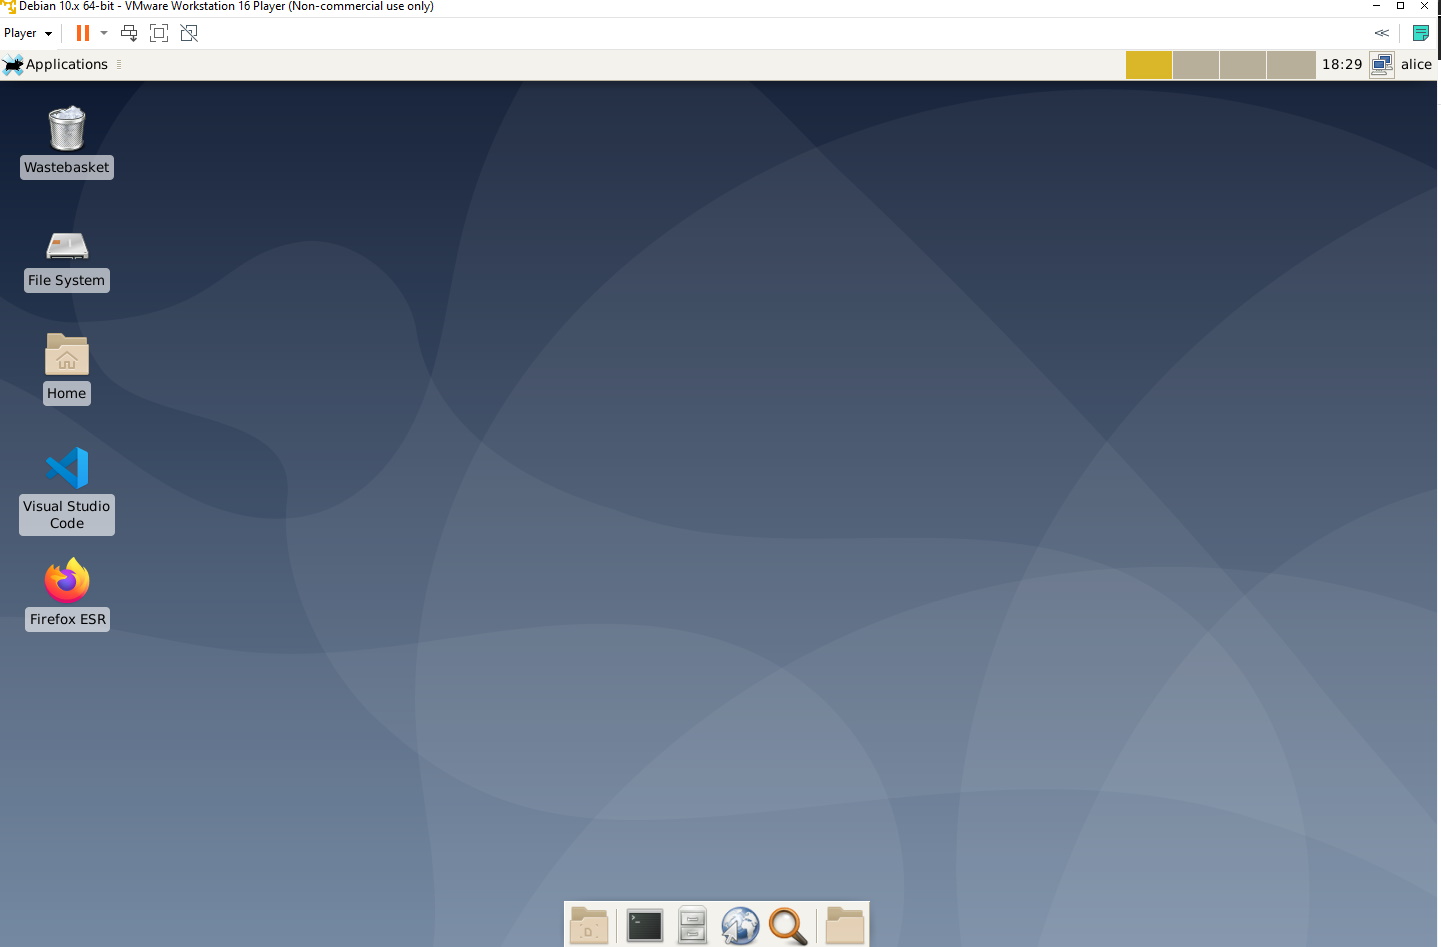 Debian 10.x 64-bit - VMware Workstation 16 Player (Non-commercial use only)
Player
Applications
18:29
alice
Wastebasket
File System
Home
Visual Studio
Code
Firefox ESR